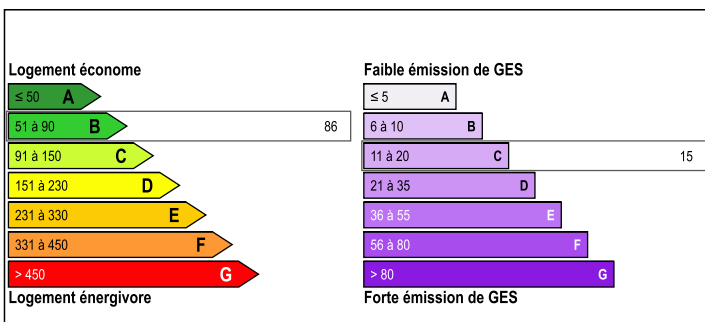 Logement économe
≤ 50 A
51 à 90 B 86
91 à 150 C
151 à 230 D
231 à 330 E
331 à 450 F
> 450 G
Logement énergivore
Faible émission de GES
≤ 5 A
6 à 10 B
11 à 20 C 15
21 à 35 D
36 à 55 E
56 à 80 F
> 80 G
Forte émission de GES